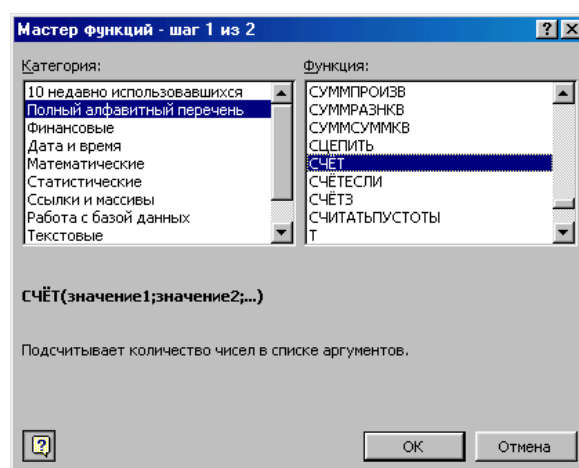 Мастер функций - шаг 1 из 2
Категория:
Функция:
10 недавно использовавшихся
Полный алфавитный перечень
Финансовые
Дата и время
Математические
Статистические
Ссылки и массивы
Работа с базой данных
Текстовые
СУММПРОИЗВ
СУММРАЗНКВ
СУММСУММКВ
СЦЕПИТЬ
СЧЁТ
СЧЁТЕСЛИ
СЧЁТЗ
СЧИТАТЬПУСТОТЫ
Т
СЧЁТ(значение1;значение2;...)
Подсчитывает количество чисел в списке аргументов.
ОК
Отмена